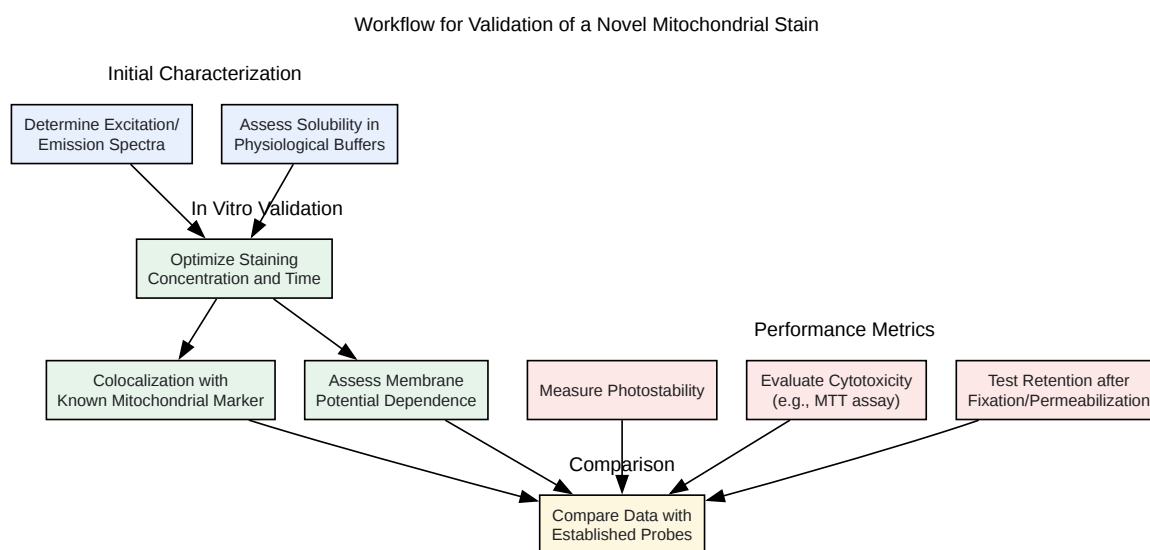 Workflow for Validation of a Novel Mitochondrial Stain
Initial Characterization
Determine Excitation/
Emission Spectra
Assess Solubility in
Physiological Buffers
In Vitro Validation
Optimize Staining
Concentration and Time
Performance Metrics
Colocalization with
Known Mitochondrial Marker
Assess Membrane
Potential Dependence
Measure Photostability
Evaluate Cytotoxicity
(e.g., MTT assay)
Test Retention after
Fixation/Permeabilization
Comparison
Compare Data with
Established Probes